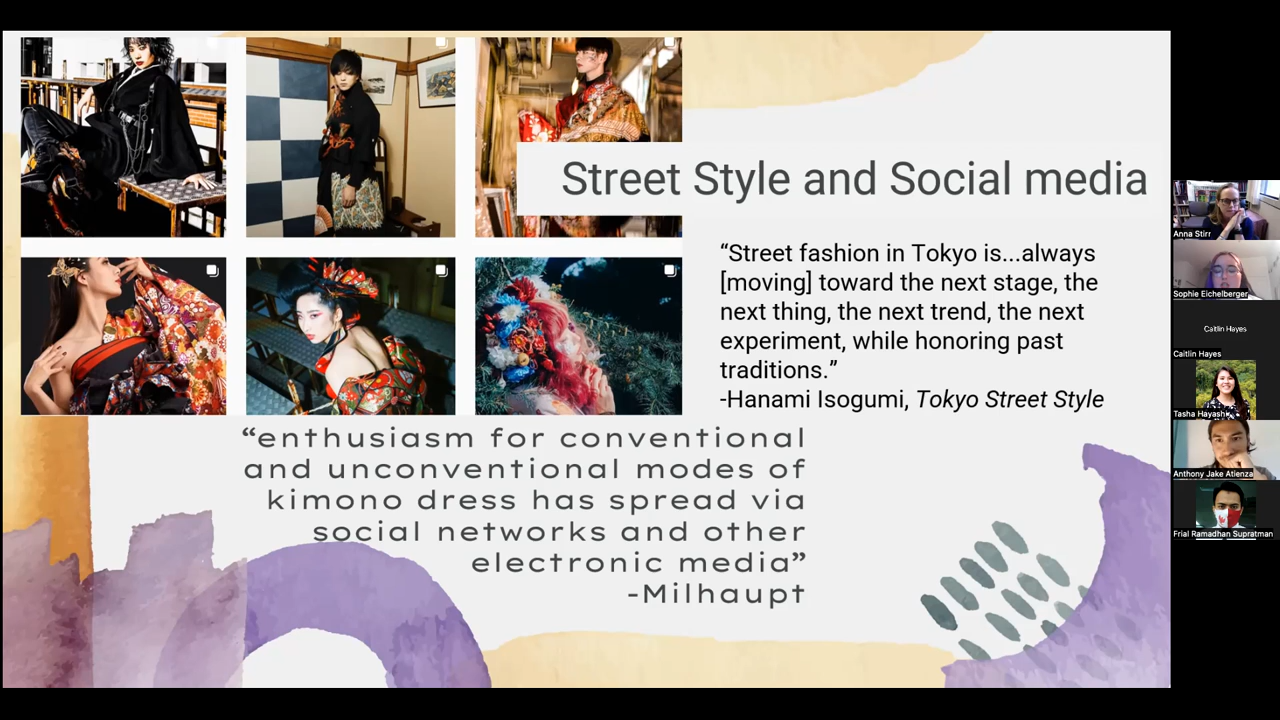 Street Style and Social media
“Street fashion in Tokyo is...always
[moving] toward the next stage, the
next thing, the next trend, the next
experiment, while honoring past
traditions.”
-Hanami Isogumi, Tokyo Street Style
“enthusiasm for conventional
and unconventional modes of
kimono dress has spread via
social networks and other
electronic media”
-Milhaupt
Anna Stirr
Sophie Eichelberger
Caitlin Hayes
Caitlin Hayes
Tasha Hayashi
Anthony Jake Atienza
Frial Ramadhan Supratman